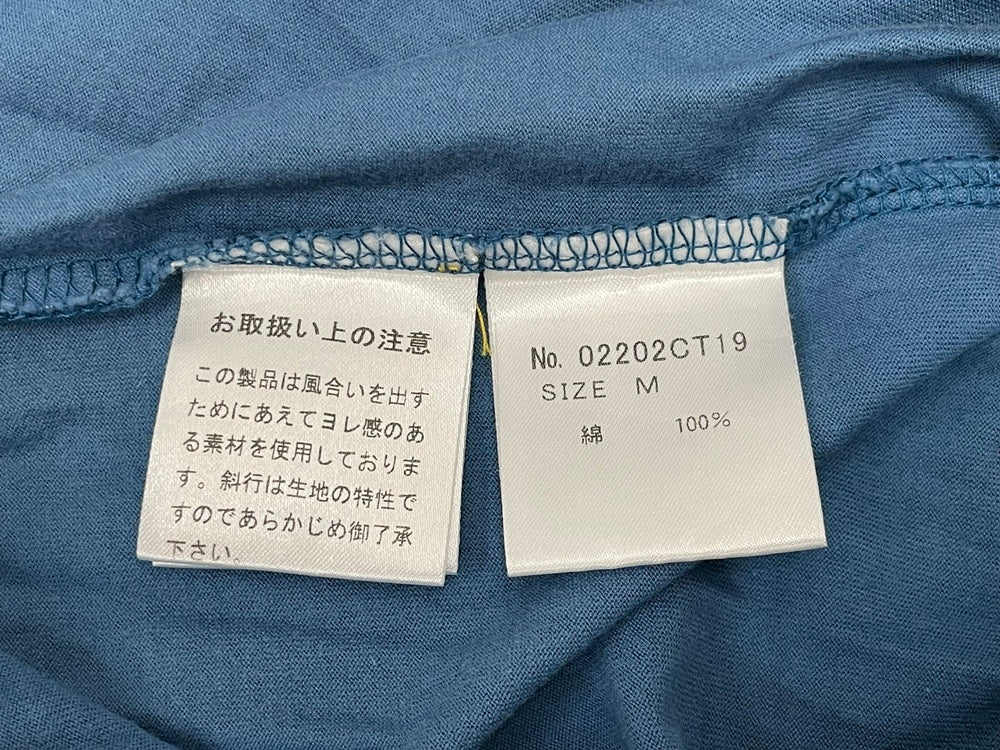 お取扱い上の注意
この製品は風合いを出す
ためにあえてヨレ感のあ
る素材を使用しておりま
す。斜行は生地の特性で
すのであらかじめ御了承
下さい。
No. 02202CT19
SIZE M
綿 100%